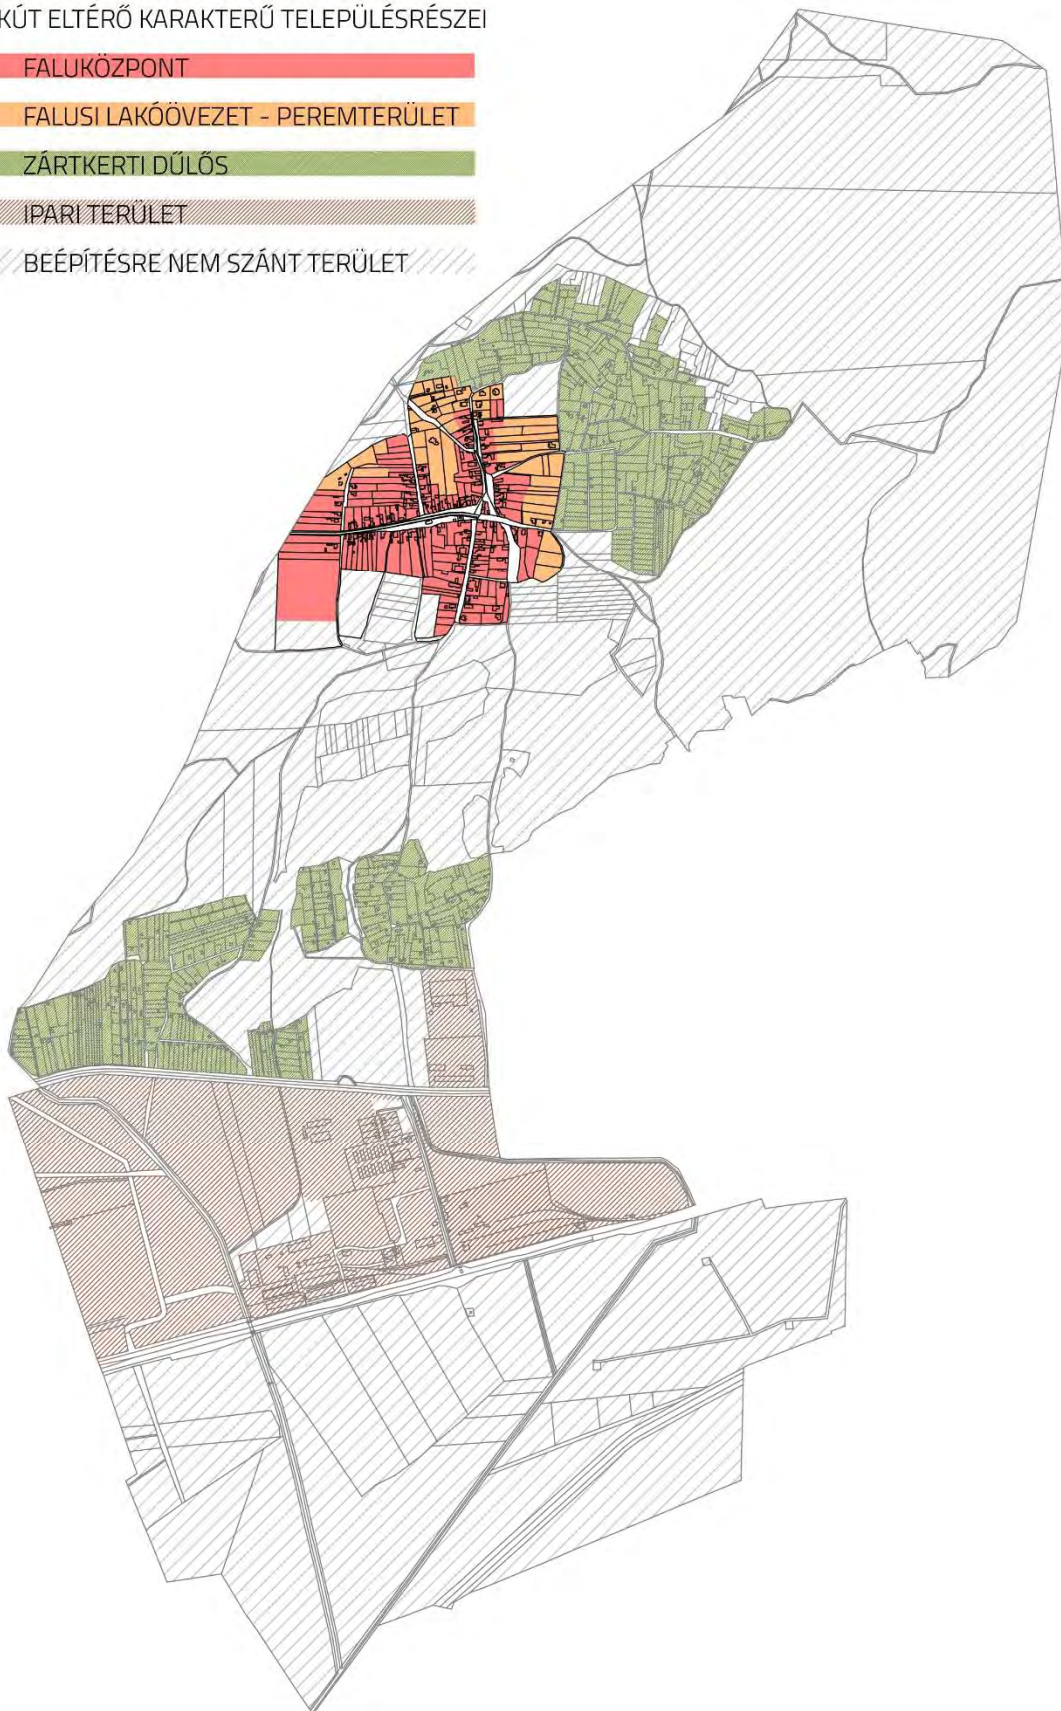 KÚT ELTÉRŐ KARAKTERŰ TELEPÜLÉSRÉSZEI
FALUKÖZPONT
FALUSI LAKÓÖVEZET - PEREMTERÜLET
ZÁRTKERTI DŰLŐS
IPARI TERÜLET
BEÉPÍTÉSRE NEM SZÁNT TERÜLET